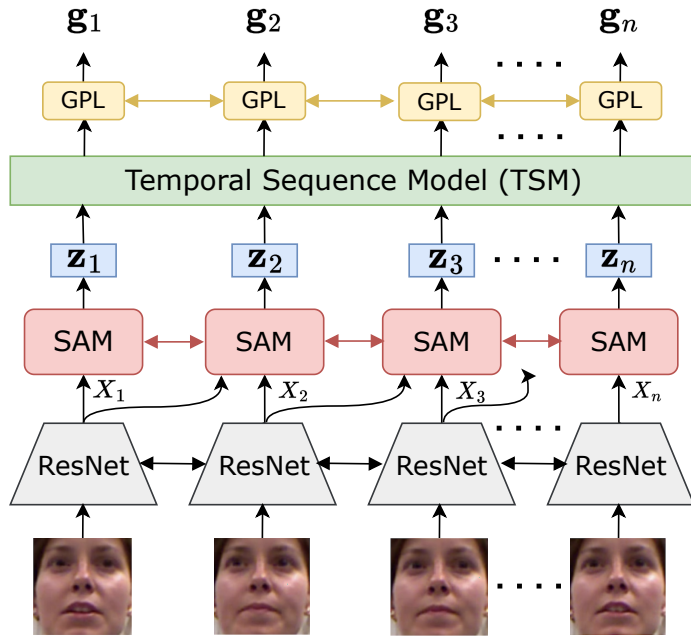 g1 g2 g3 gn
GPL GPL GPL GPL
Temporal Sequence Model (TSM)
z1 z2 z3 zn
SAM SAM SAM SAM
X1 X2 X3 Xn
ResNet ResNet ResNet ResNet